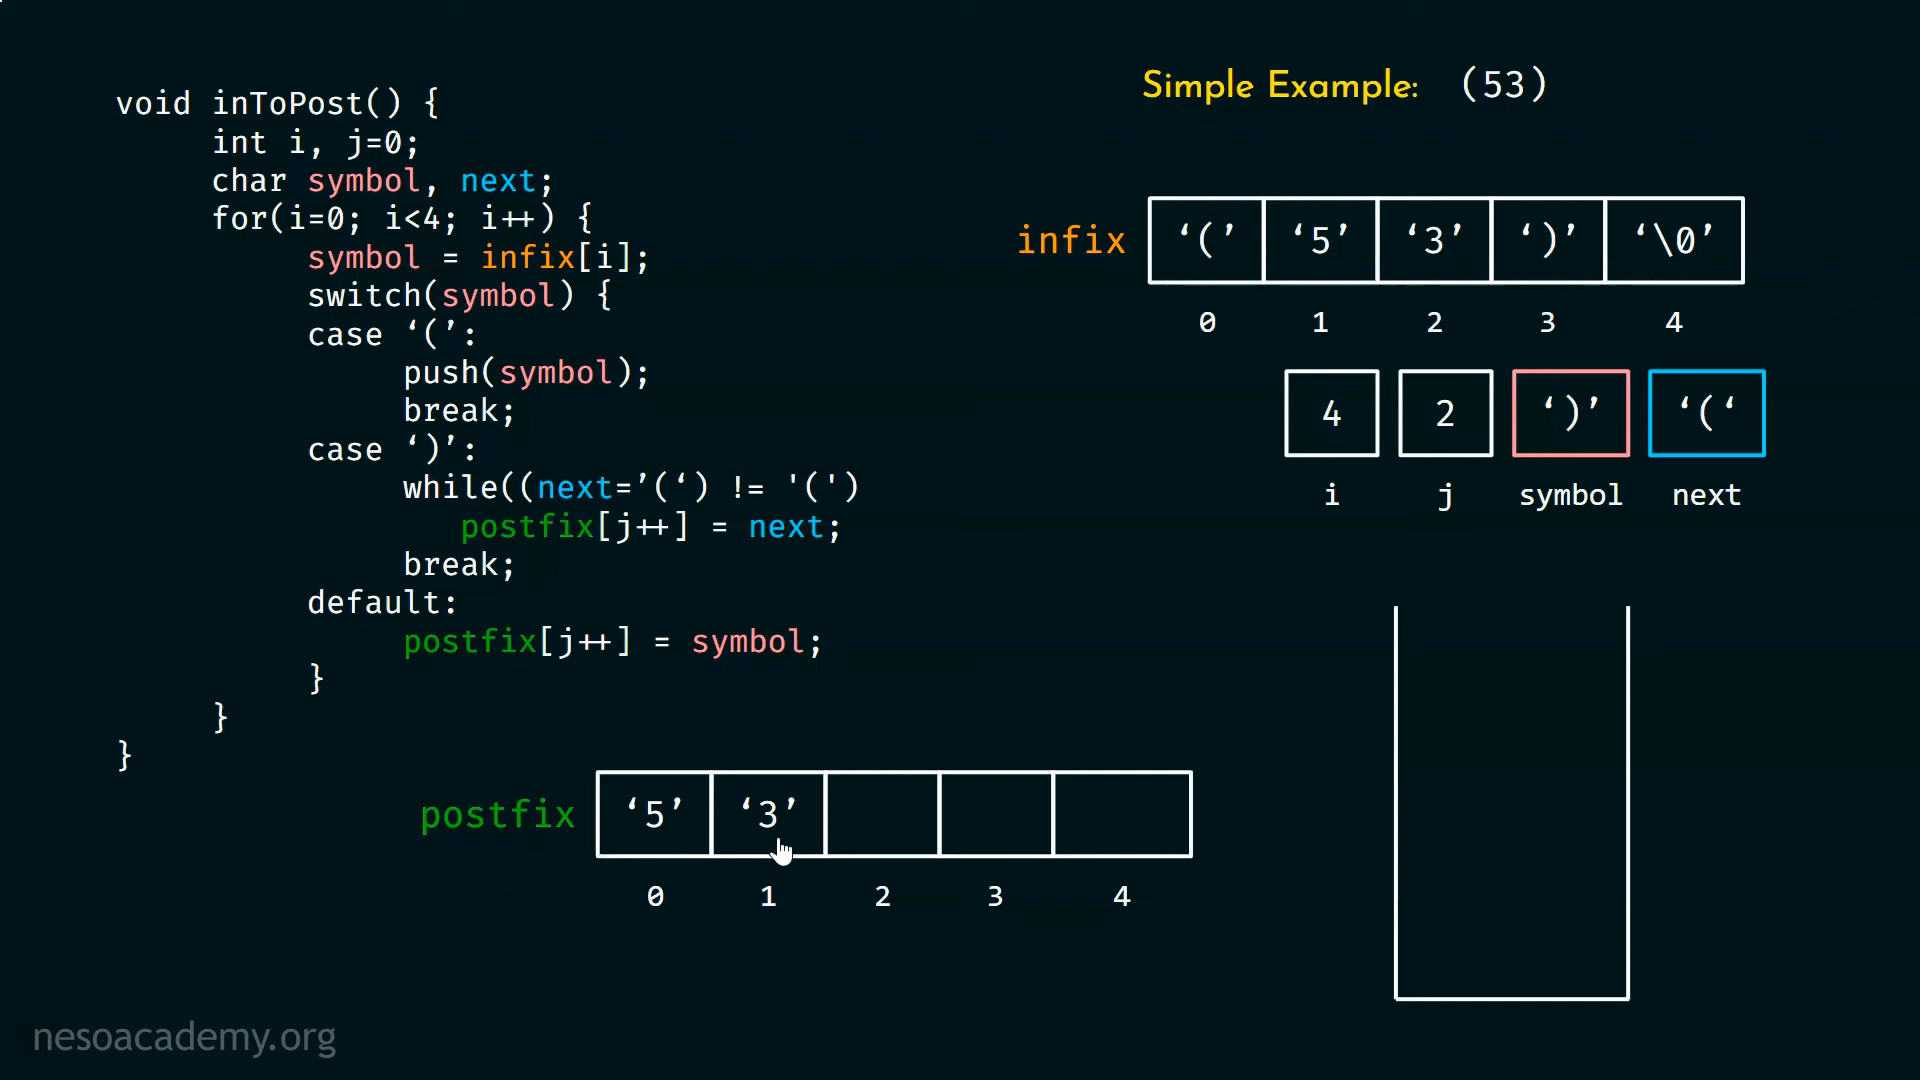 void inToPost() {
int i, j=0;
char symbol, next;
for(i=0; i<4; i++) {
symbol = infix[i];
switch(symbol) {
case ‘(’:
push(symbol);
break;
case ‘)’:
while((next=’(‘) != '(')
postfix[j++] = next;
break;
default:
postfix[j++] = symbol;
}
}
}
Simple Example: (53)
infix ‘(’ ‘5’ ‘3’ ‘)’ ‘\0’
0 1 2 3 4
4 2 ‘)’ ‘(‘
i j symbol next
postfix ‘5’ ‘3’
0 1 2 3 4
nesoacademy.org